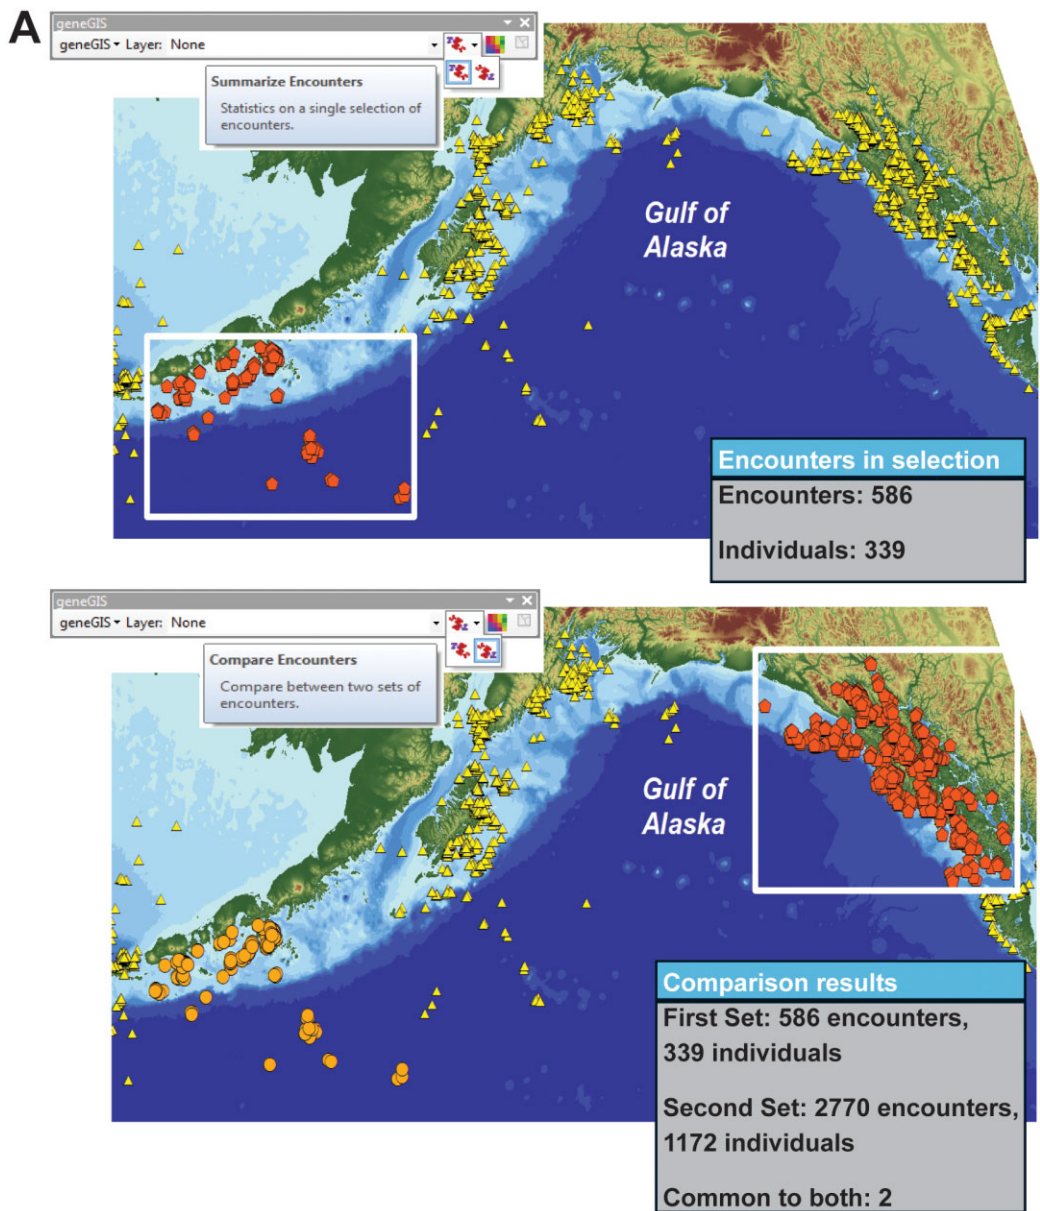 A
geneGIS
geneGIS Layer: None
Summarize Encounters
Statistics on a single selection of
encounters.
Gulf of
Alaska
Encounters in selection
Encounters: 586
Individuals: 339
geneGIS
geneGIS Layer: None
Compare Encounters
Compare between two sets of
encounters.
Gulf of
Alaska
Comparison results
First Set: 586 encounters,
339 individuals
Second Set: 2770 encounters,
1172 individuals
Common to both: 2